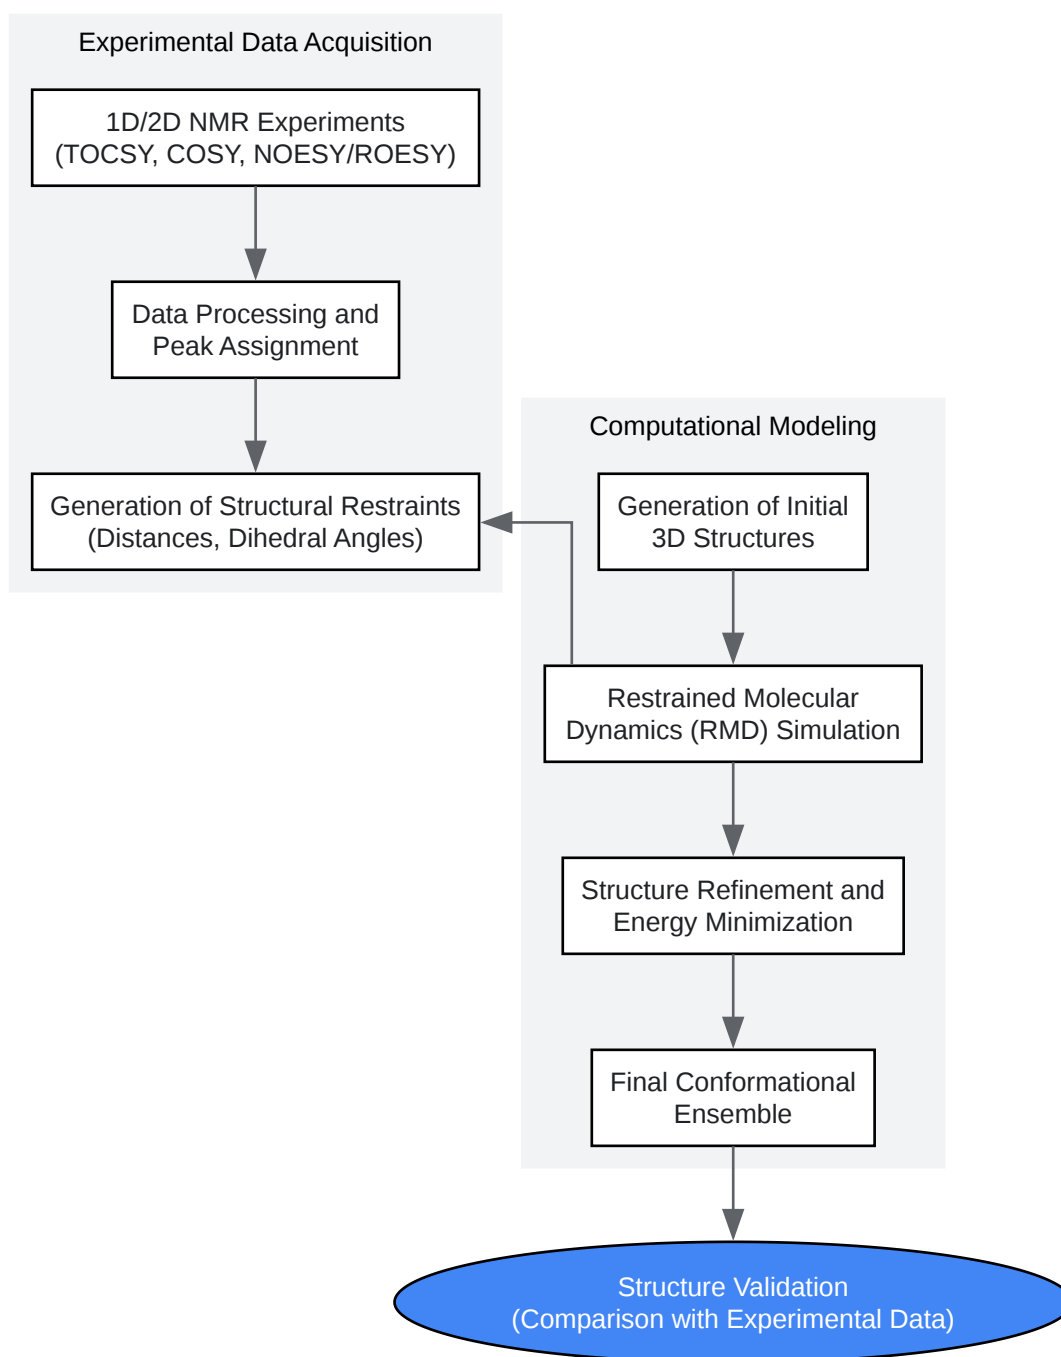 Experimental Data Acquisition
1D/2D NMR Experiments
(TOCSY, COSY, NOESY/ROESY)
Data Processing and
Peak Assignment
Generation of Structural Restraints
(Distances, Dihedral Angles)
Computational Modeling
Generation of Initial
3D Structures
Restrained Molecular
Dynamics (RMD) Simulation
Structure Refinement and
Energy Minimization
Final Conformational
Ensemble
Structure Validation
(Comparison with Experimental Data)